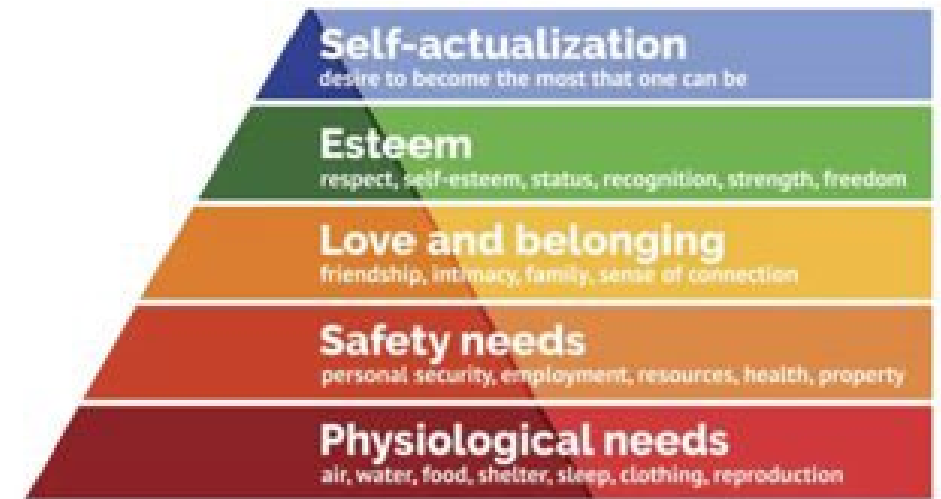 Self-actualization
desire to become the most that one can be
Esteem
respect, self-esteem, status, recognition, strength, freedom
Love and belonging
friendship, intimacy, family, sense of connection
Safety needs
personal security, employment, resources, health, property
Physiological needs
air, water, food, shelter, sleep, clothing, reproduction